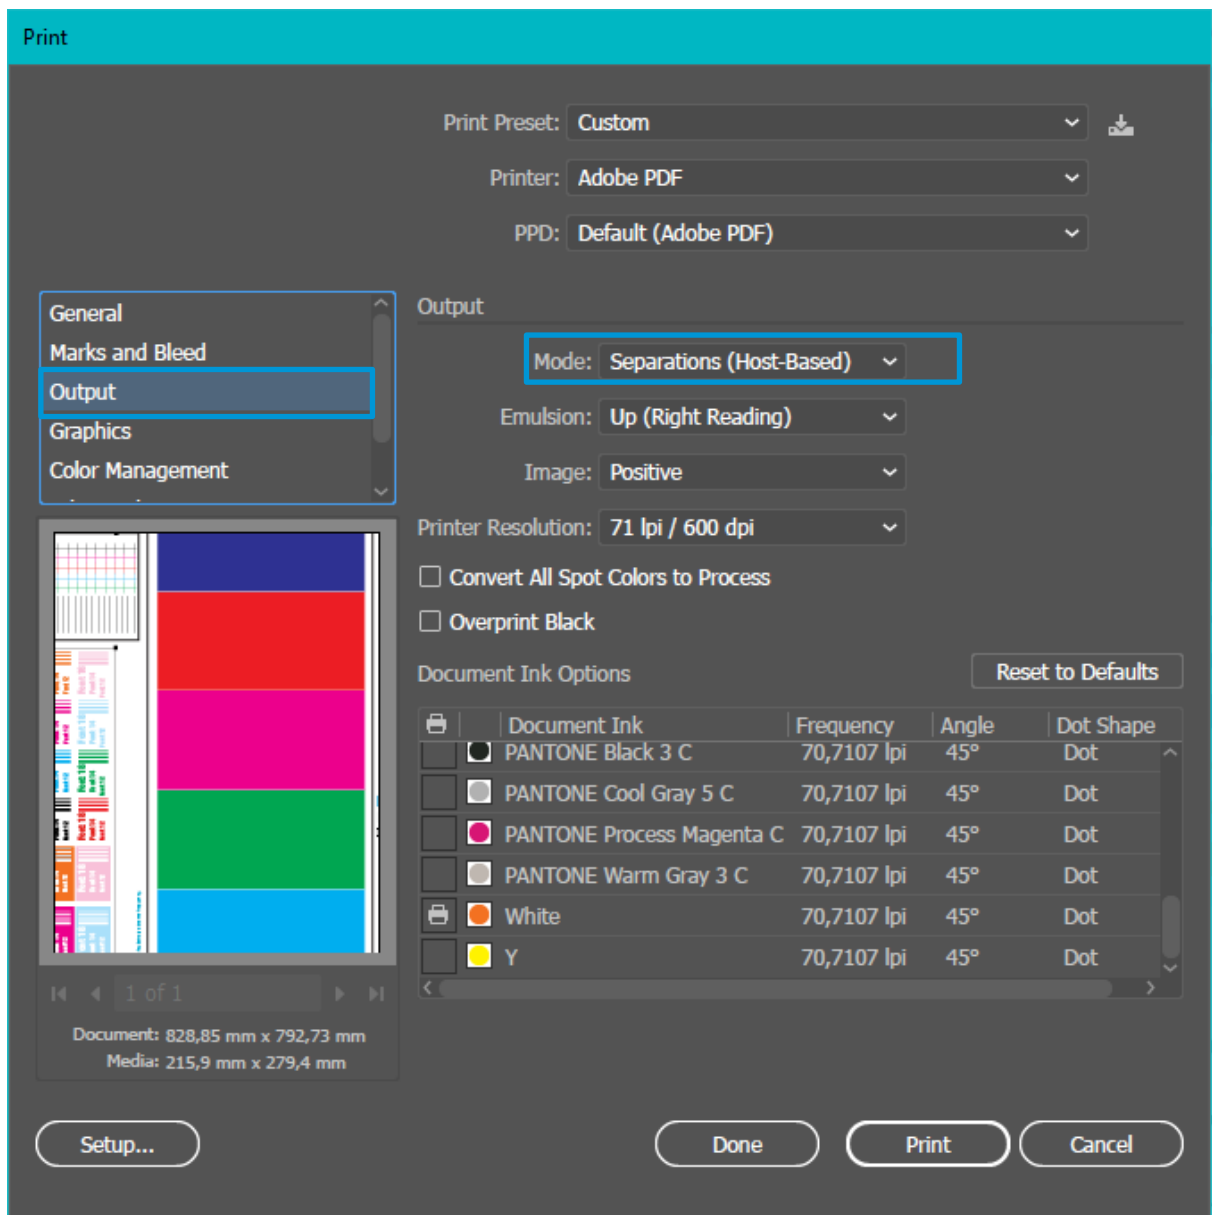 Print
Print Preset: Custom
Printer: Adobe PDF
PPD: Default (Adobe PDF)
General
Marks and Bleed
Output
Graphics
Color Management
Output
Mode: Separations (Host-Based)
Emulsion: Up (Right Reading)
Image: Positive
Printer Resolution: 71 lpi / 600 dpi
Convert All Spot Colors to Process
Overprint Black
Document Ink Options
Reset to Defaults
Document Ink Frequency Angle Dot Shape
PANTONE Black 3 C 70,7107 lpi 45° Dot
PANTONE Cool Gray 5 C 70,7107 lpi 45° Dot
PANTONE Process Magenta C 70,7107 lpi 45° Dot
PANTONE Warm Gray 3 C 70,7107 lpi 45° Dot
White 70,7107 lpi 45° Dot
Y 70,7107 lpi 45° Dot
1 of 1
Document: 828,85 mm x 792,73 mm
Media: 215,9 mm x 279,4 mm
Setup...
Done
Print
Cancel